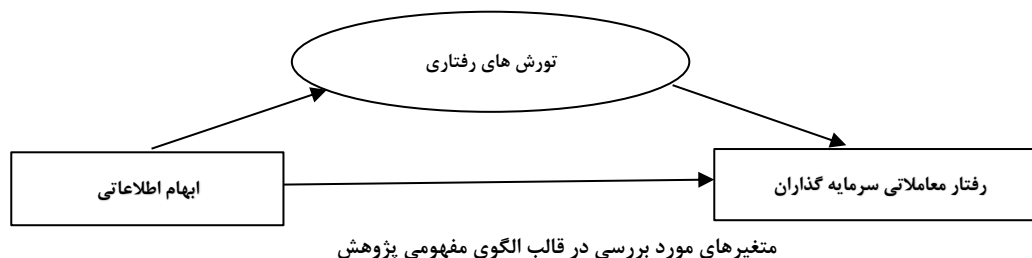 تورش های رفتاری
ابهام اطلاعاتی
رفتار معاملاتی سرمایه گذاران
متغیرهای مورد بررسی در قالب الگوی مفهومی پژوهش